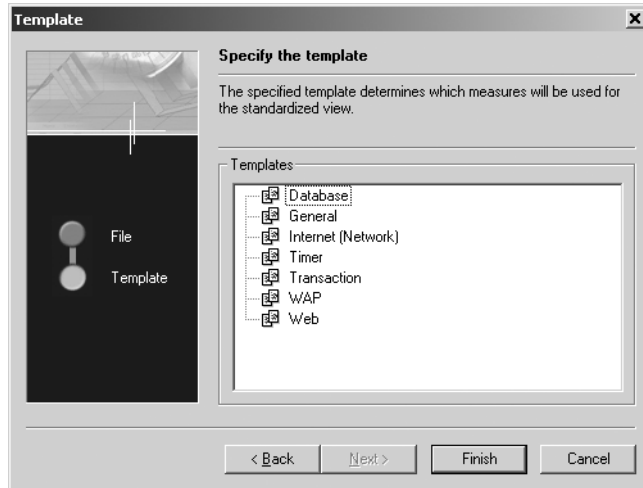 Template
Specify the template
The specified template determines which measures will be used for
the standardized view.
Templates
Database
General
Internet (Network)
Timer
Transaction
WAP
Web
File
Template
< Back
Next >
Finish
Cancel